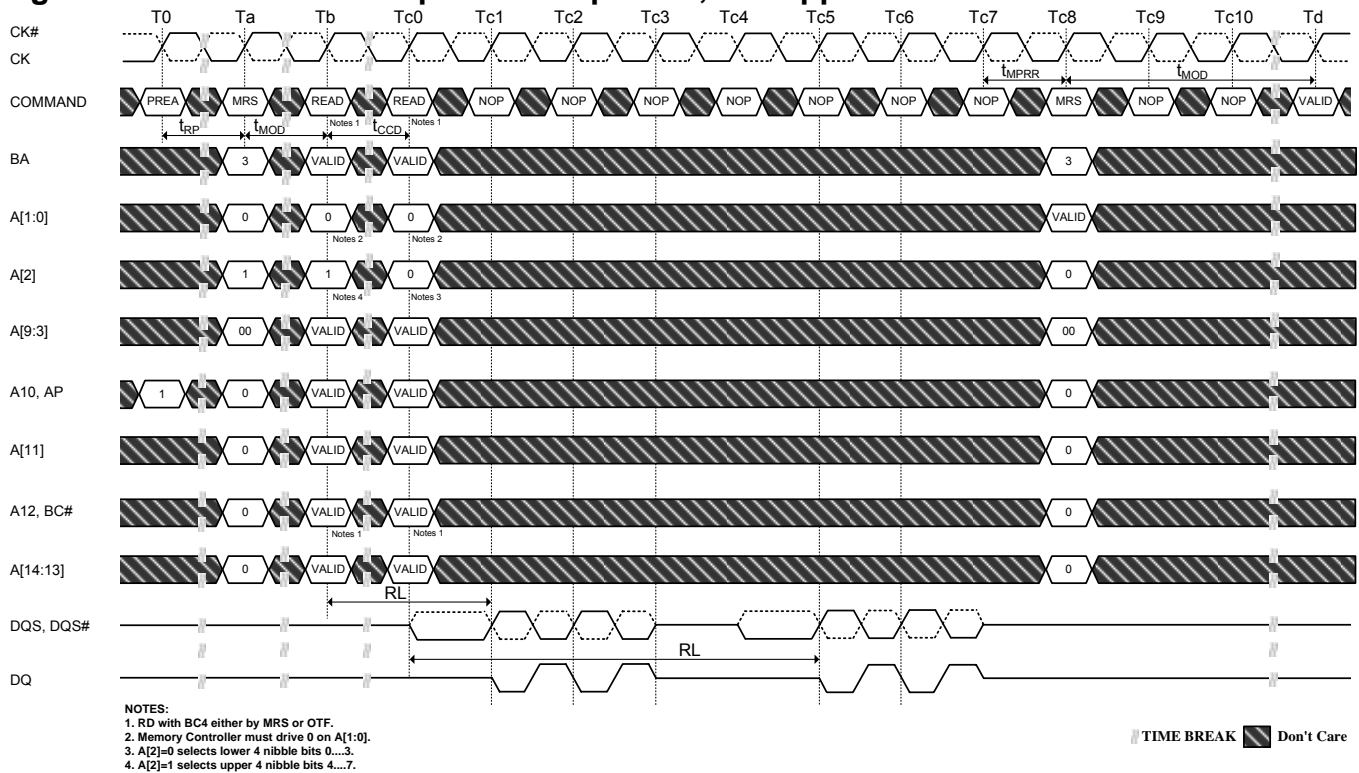 T0 Ta Tb Tc0 Tc1 Tc2 Tc3 Tc4 Tc5 Tc6 Tc7 Tc8 Tc9 Tc10 Td
CK#
CK
tMPRR tMOD
COMMAND PREA MRS READ READ NOP NOP NOP NOP NOP NOP NOP MRS NOP NOP VALID
Notes 1 Notes 1
tRP tMOD tCCD
BA 3 VALID VALID 3
A[1:0] 0 0 0 VALID
Notes 2 Notes 2
A[2] 1 1 0 0
Notes 4 Notes 3
A[9:3] 00 VALID VALID 00
A10, AP 1 0 VALID VALID 0
A[11] 0 VALID VALID 0
A12, BC# 0 VALID VALID 0
Notes 1 Notes 1
A[14:13] 0 VALID VALID 0
RL
DQS, DQS#
RL
DQ
NOTES:
1. RD with BC4 either by MRS or OTF.
2. Memory Controller must drive 0 on A[1:0].
3. A[2]=0 selects lower 4 nibble bits 0....3.
4. A[2]=1 selects upper 4 nibble bits 4....7.
TIME BREAK Don't Care